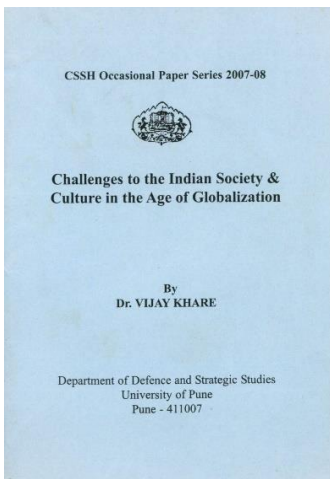 CSSH Occasional Paper Series 2007-08
Challenges to the Indian Society &
Culture in the Age of Globalization
By
Dr. VIJAY KHARE
Department of Defence and Strategic Studies
University of Pune
Pune - 411007